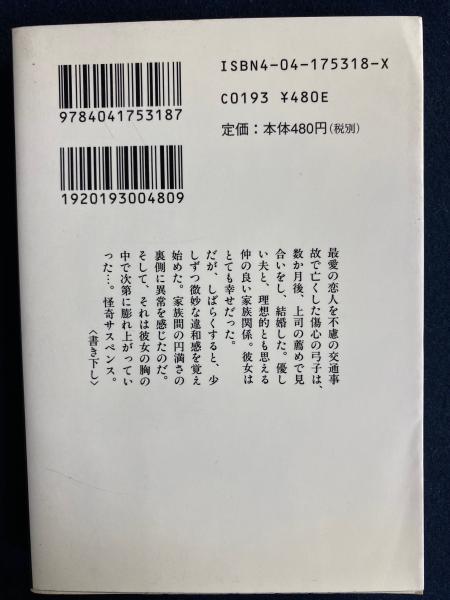 ISBN4-04-175318-X
C0193 ¥480E
定価：本体480円(税別)
9784041753187
1920193004809
最愛の恋人を不慮の交通事
故で亡くした傷心の弓子は、
数か月後、上司の薦めで見
合いをし、結婚した。優し
い夫と、理想的とも思える
仲の良い家族関係。彼女は
とても幸せだった。
だが、しばらくすると、少
しずつ微妙な違和感を覚え
始めた。家族間の円満さの
裏側に異常を感じたのだ。
そして、それは彼女の胸の
中で次第に膨れ上がってい
った…。怪奇サスペンス。
〈書き下し〉